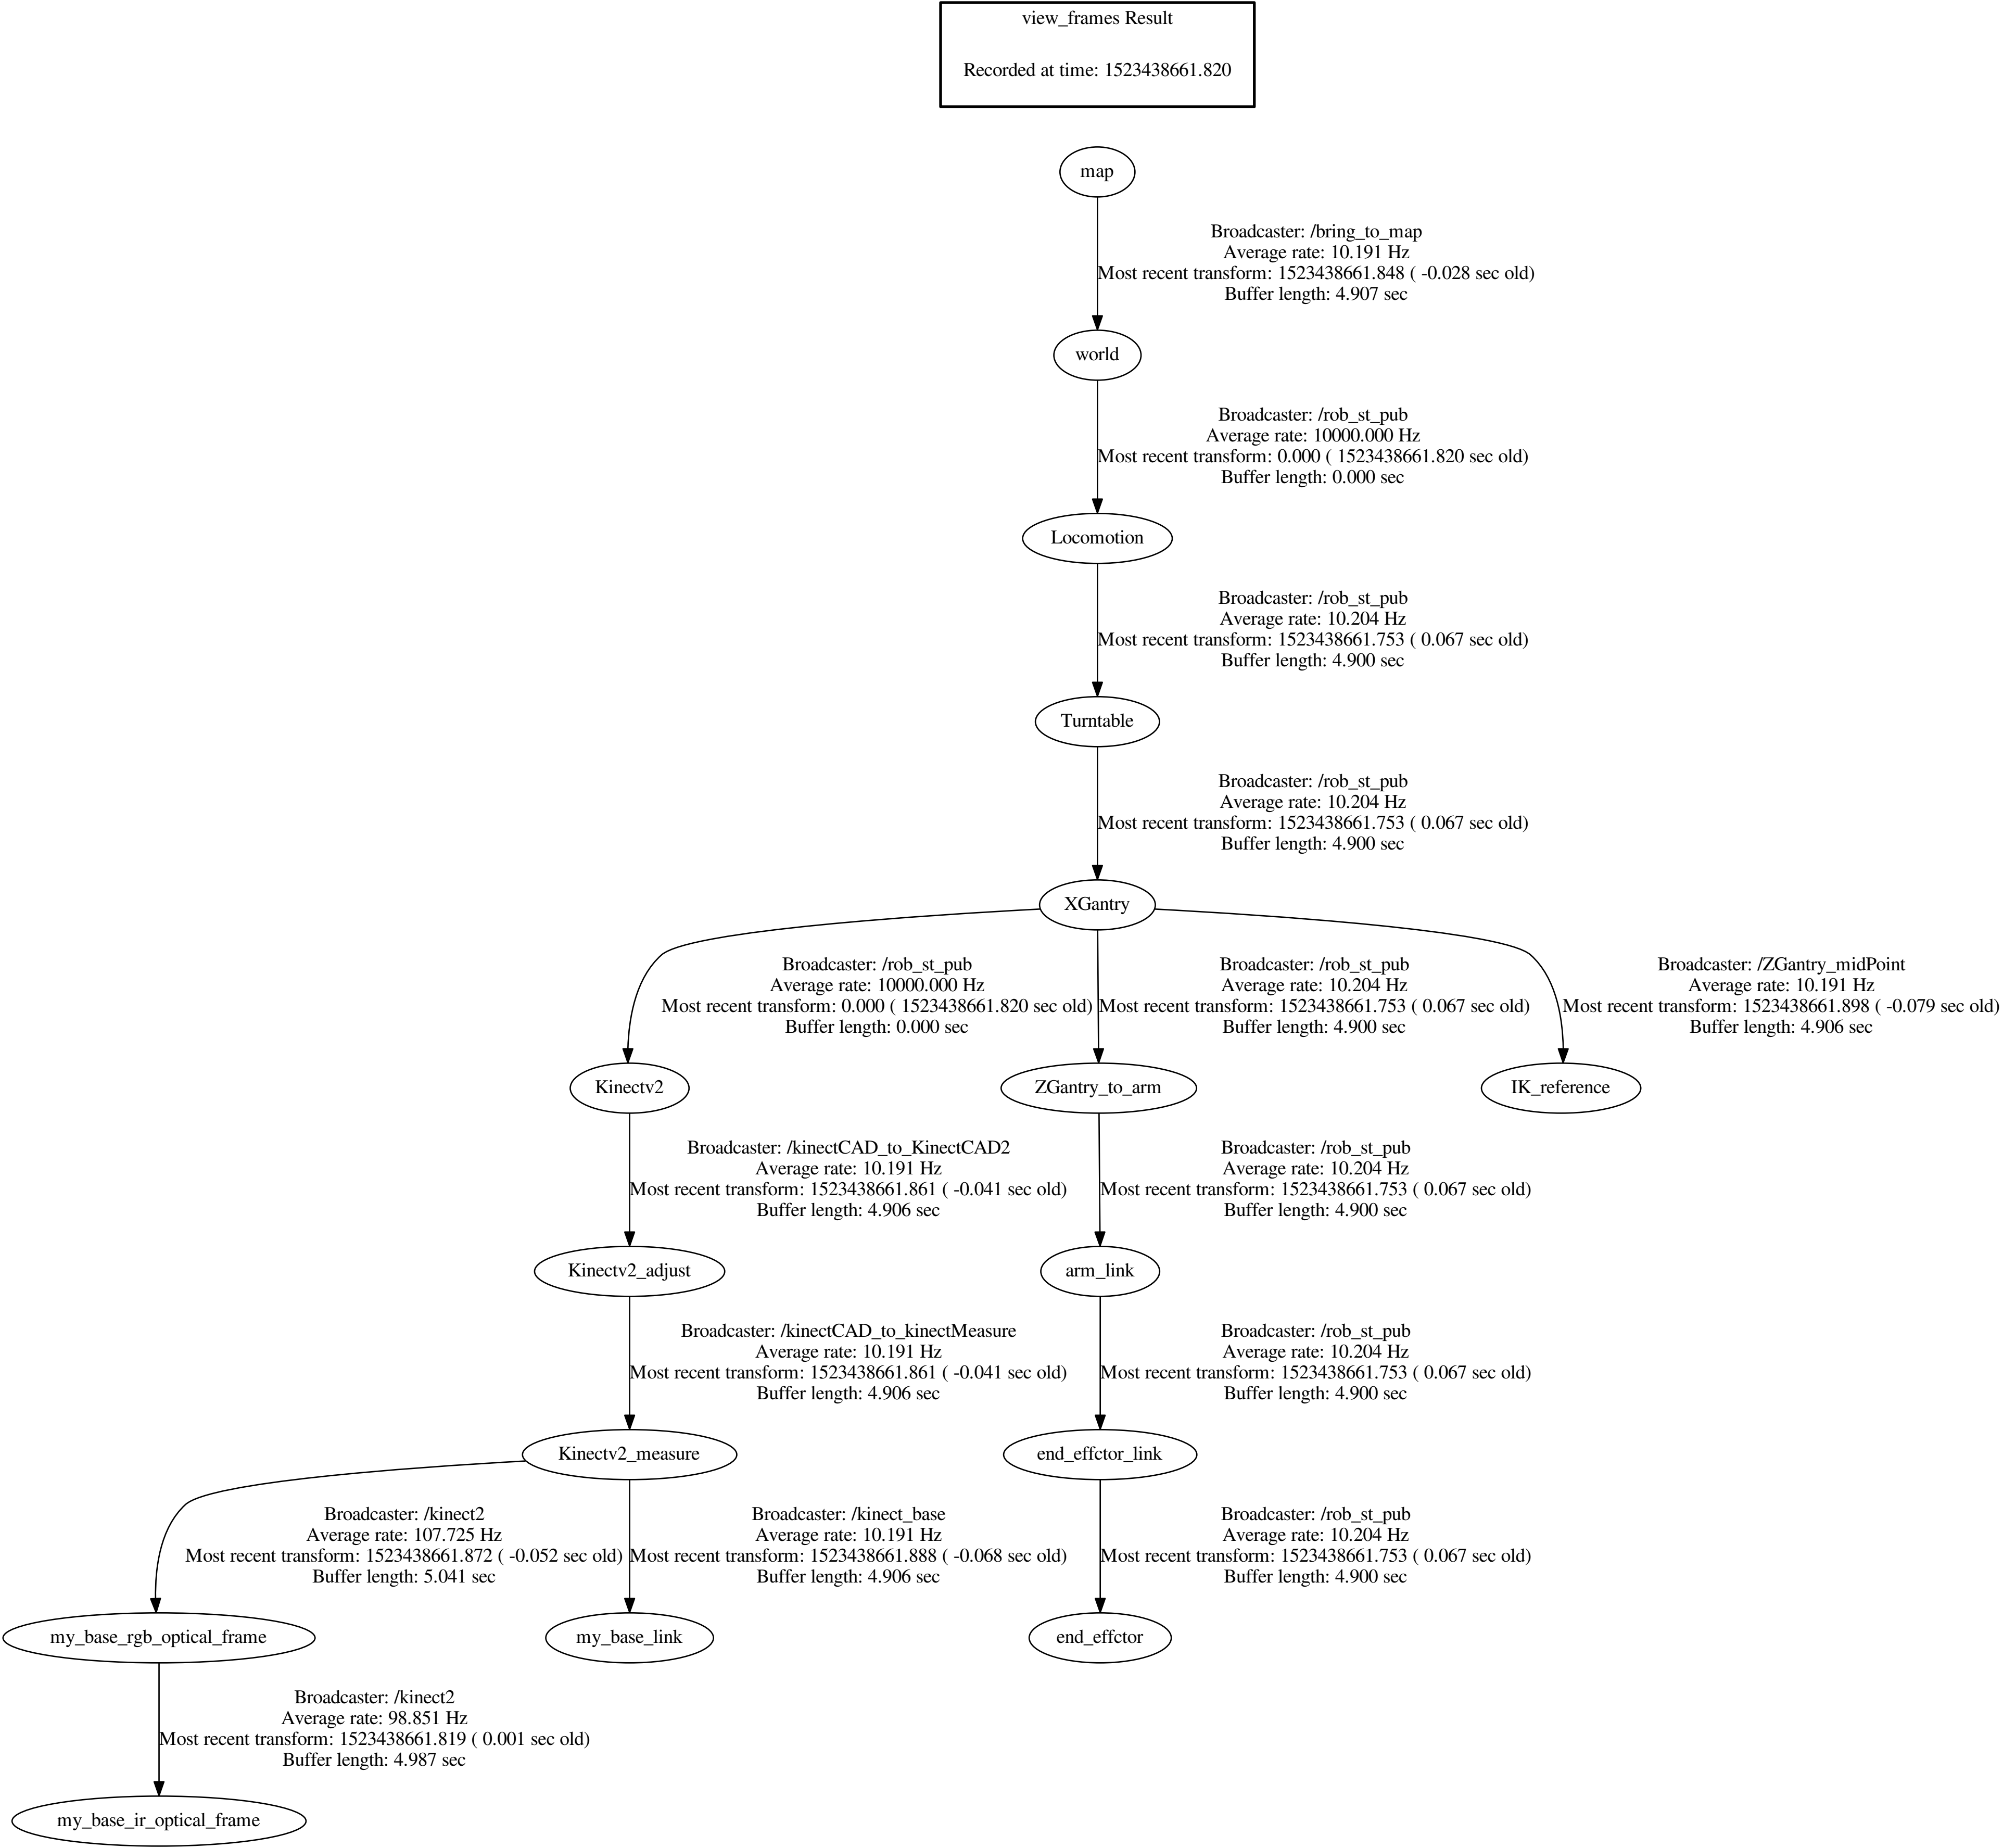 view_frames Result
Recorded at time: 1523438661.820
map
Broadcaster: /bring_to_map
Average rate: 10.191 Hz
Most recent transform: 1523438661.848 ( -0.028 sec old)
Buffer length: 4.907 sec
world
Broadcaster: /rob_st_pub
Average rate: 10000.000 Hz
Most recent transform: 0.000 ( 1523438661.820 sec old)
Buffer length: 0.000 sec
Locomotion
Broadcaster: /rob_st_pub
Average rate: 10.204 Hz
Most recent transform: 1523438661.753 ( 0.067 sec old)
Buffer length: 4.900 sec
Turntable
Broadcaster: /rob_st_pub
Average rate: 10.204 Hz
Most recent transform: 1523438661.753 ( 0.067 sec old)
Buffer length: 4.900 sec
XGantry
Broadcaster: /rob_st_pub
Average rate: 10000.000 Hz
Most recent transform: 0.000 ( 1523438661.820 sec old)
Buffer length: 0.000 sec
Broadcaster: /rob_st_pub
Average rate: 10.204 Hz
Most recent transform: 1523438661.753 ( 0.067 sec old)
Buffer length: 4.900 sec
Broadcaster: /ZGantry_midPoint
Average rate: 10.191 Hz
Most recent transform: 1523438661.898 ( -0.079 sec old)
Buffer length: 4.906 sec
Kinectv2
ZGantry_to_arm
IK_reference
Broadcaster: /kinectCAD_to_KinectCAD2
Average rate: 10.191 Hz
Most recent transform: 1523438661.861 ( -0.041 sec old)
Buffer length: 4.906 sec
Broadcaster: /rob_st_pub
Average rate: 10.204 Hz
Most recent transform: 1523438661.753 ( 0.067 sec old)
Buffer length: 4.900 sec
Kinectv2_adjust
arm_link
Broadcaster: /kinectCAD_to_kinectMeasure
Average rate: 10.191 Hz
Most recent transform: 1523438661.861 ( -0.041 sec old)
Buffer length: 4.906 sec
Broadcaster: /rob_st_pub
Average rate: 10.204 Hz
Most recent transform: 1523438661.753 ( 0.067 sec old)
Buffer length: 4.900 sec
Kinectv2_measure
end_effctor_link
Broadcaster: /kinect2
Average rate: 107.725 Hz
Most recent transform: 1523438661.872 ( -0.052 sec old)
Buffer length: 5.041 sec
Broadcaster: /kinect_base
Average rate: 10.191 Hz
Most recent transform: 1523438661.888 ( -0.068 sec old)
Buffer length: 4.906 sec
Broadcaster: /rob_st_pub
Average rate: 10.204 Hz
Most recent transform: 1523438661.753 ( 0.067 sec old)
Buffer length: 4.900 sec
my_base_rgb_optical_frame
my_base_link
end_effctor
Broadcaster: /kinect2
Average rate: 98.851 Hz
Most recent transform: 1523438661.819 ( 0.001 sec old)
Buffer length: 4.987 sec
my_base_ir_optical_frame